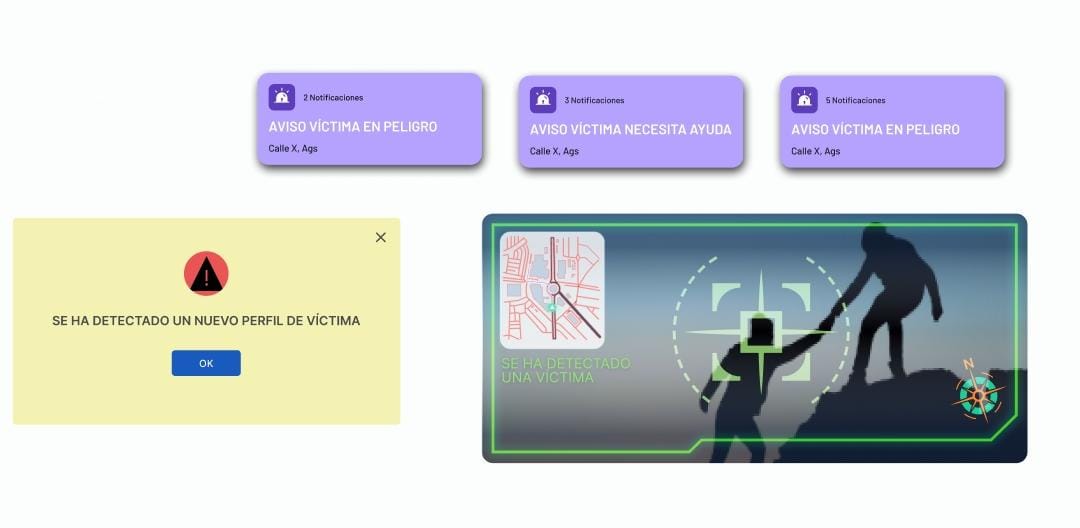 2 Notificaciones
AVISO VÍCTIMA EN PELIGRO
Calle X, Ags
3 Notificaciones
AVISO VÍCTIMA NECESITA AYUDA
Calle X, Ags
5 Notificaciones
AVISO VÍCTIMA EN PELIGRO
Calle X, Ags
SE HA DETECTADO UN NUEVO PERFIL DE VÍCTIMA
OK
SE HA DETECTADO
UNA VÍCTIMA
N